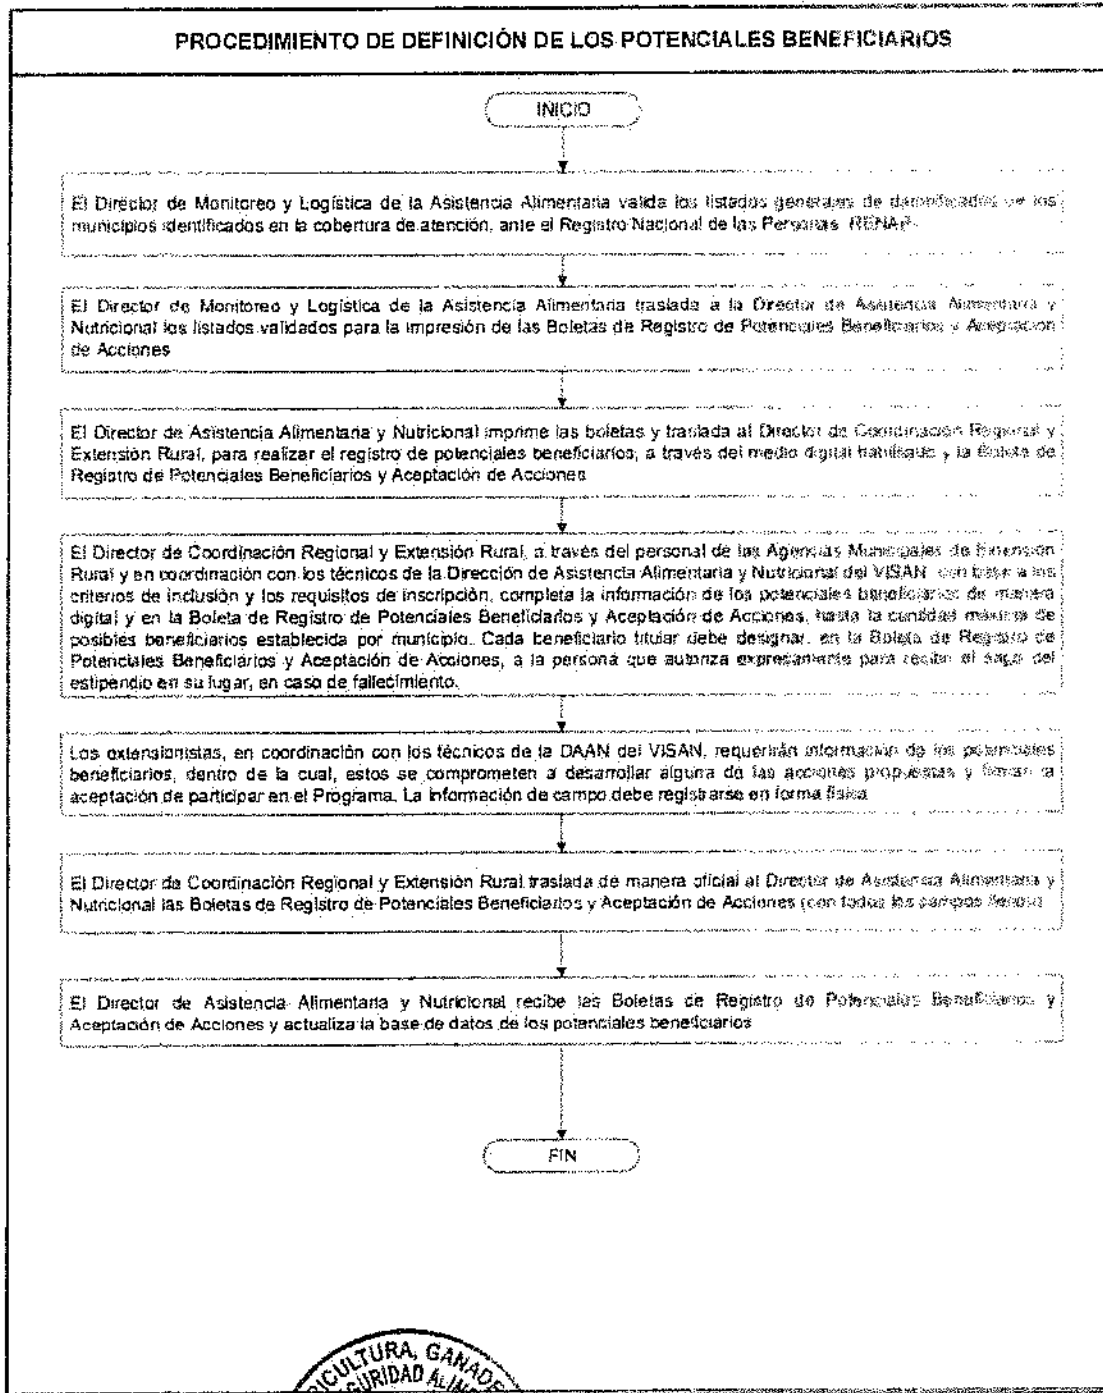 PROCEDIMIENTO DE DEFINICIÓN DE LOS POTENCIALES BENEFICIARIOS
INICIO
El Director de Monitoreo y Logística de la Asistencia Alimentaria valida los listados generales de damnificados de los
municipios identificados en la cobertura de atención, ante el Registro Nacional de las Personas -RENAP-
El Director de Monitoreo y Logística de la Asistencia Alimentaria traslada a la Director de Asistencia Alimentaria y
Nutricional los listados validados para la impresión de las Boletas de Registro de Potenciales Beneficiarios y Aceptación
de Acciones
El Director de Asistencia Alimentaria y Nutricional imprime las boletas y traslada al Director de Coordinación Regional y
Extensión Rural, para realizar el registro de potenciales beneficiarios, a través del medio digital habilitado y la Boleta de
Registro de Potenciales Beneficiarios y Aceptación de Acciones
El Director de Coordinación Regional y Extensión Rural, a través del personal de las Agencias Municipales de Extensión
Rural y en coordinación con los técnicos de la Dirección de Asistencia Alimentaria y Nutricional del VISAN con base a los
criterios de inclusión y los requisitos de inscripción, completa la información de los potenciales beneficiarios de manera
digital y en la Boleta de Registro de Potenciales Beneficiarios y Aceptación de Acciones, hasta la cantidad máxima de
posibles beneficiarios establecida por municipio. Cada beneficiario titular debe designar, en la Boleta de Registro de
Potenciales Beneficiarios y Aceptación de Acciones, a la persona que autoriza expresamente para recibir el pago del
estipendio en su lugar, en caso de fallecimiento.
Los extensionistas, en coordinación con los técnicos de la DAAN del VISAN, requerirán información de los potenciales
beneficiarios, dentro de la cual, estos se comprometen a desarrollar alguna de las acciones propuestas y firman la
aceptación de participar en el Programa. La información de campo debe registrarse en forma física
El Director de Coordinación Regional y Extensión Rural traslada de manera oficial al Director de Asistencia Alimentaria y
Nutricional las Boletas de Registro de Potenciales Beneficiarios y Aceptación de Acciones (con todos los campos llenos)
El Director de Asistencia Alimentaria y Nutricional recibe las Boletas de Registro de Potenciales Beneficiarios y
Aceptación de Acciones y actualiza la base de datos de los potenciales beneficiarios
FIN
ICULTURA, GANADE
GURIDAD ALIM